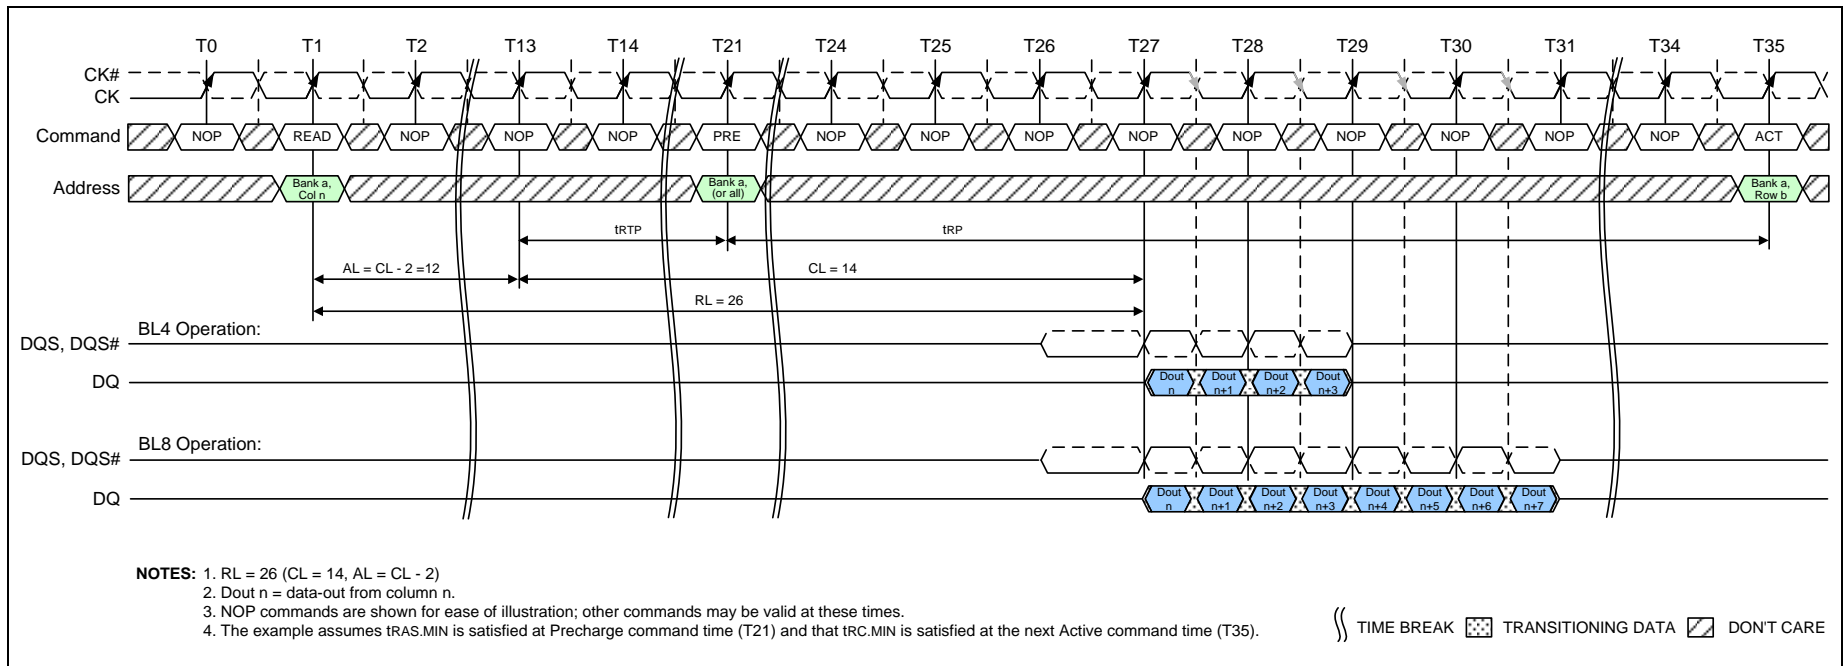 T0 T1 T2 T13 T14 T21 T24 T25 T26 T27 T28 T29 T30 T31 T34 T35
CK#
CK
Command NOP READ NOP NOP NOP PRE NOP NOP NOP NOP NOP NOP NOP NOP NOP ACT
Address
Bank a,
Col n
Bank a,
(or all)
Bank a,
Row b
tRTP tRP
AL = CL - 2 =12 CL = 14
RL = 26
BL4 Operation:
DQS, DQS#
DQ
Dout
n
Dout
n+1
Dout
n+2
Dout
n+3
BL8 Operation:
DQS, DQS#
DQ
Dout
n
Dout
n+1
Dout
n+2
Dout
n+3
Dout
n+4
Dout
n+5
Dout
n+6
Dout
n+7
NOTES: 1. RL = 26 (CL = 14, AL = CL - 2)
2. Dout n = data-out from column n.
3. NOP commands are shown for ease of illustration; other commands may be valid at these times.
4. The example assumes tRAS.MIN is satisfied at Precharge command time (T21) and that tRC.MIN is satisfied at the next Active command time (T35).
TIME BREAK TRANSITIONING DATA DON'T CARE